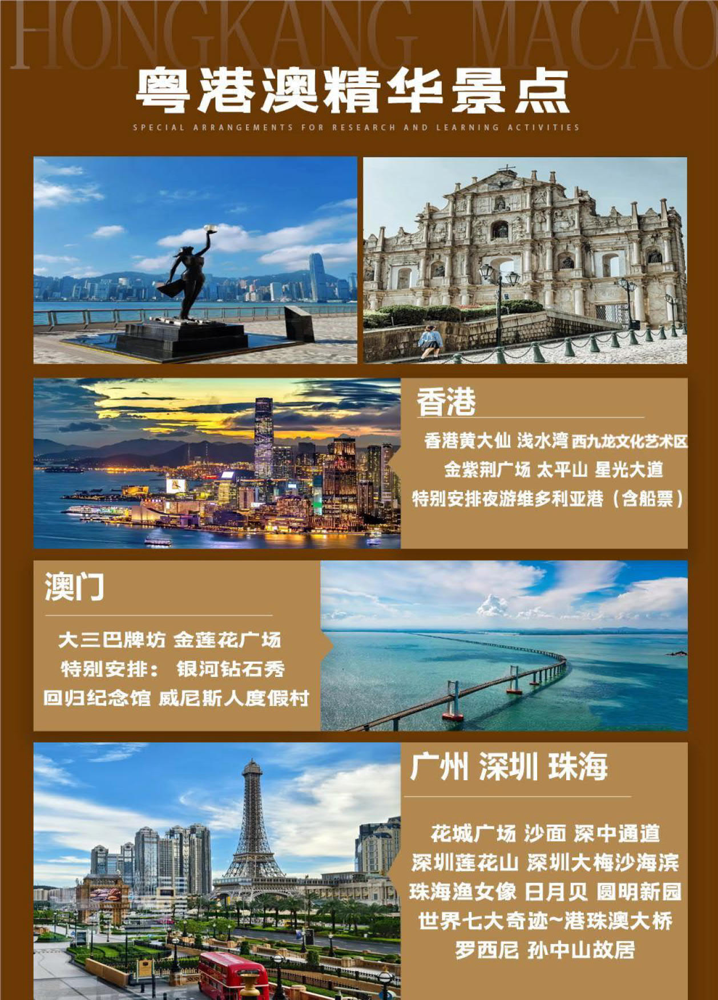 HONGKANG MACAO
粤港澳精华景点
SPECIAL ARRANGEMENTS FOR RESEARCH AND LEARNING ACTIVITIES
香港
香港黄大仙 浅水湾 西九龙文化艺术区
金紫荆广场 太平山 星光大道
特别安排夜游维多利亚港（含船票）
澳门
大三巴牌坊 金莲花广场
特别安排： 银河钻石秀
回归纪念馆 威尼斯人度假村
广州 深圳 珠海
花城广场 沙面 深中通道
深圳莲花山 深圳大梅沙海滨
珠海渔女像 日月贝 圆明新园
世界七大奇迹~港珠澳大桥
罗西尼 孙中山故居